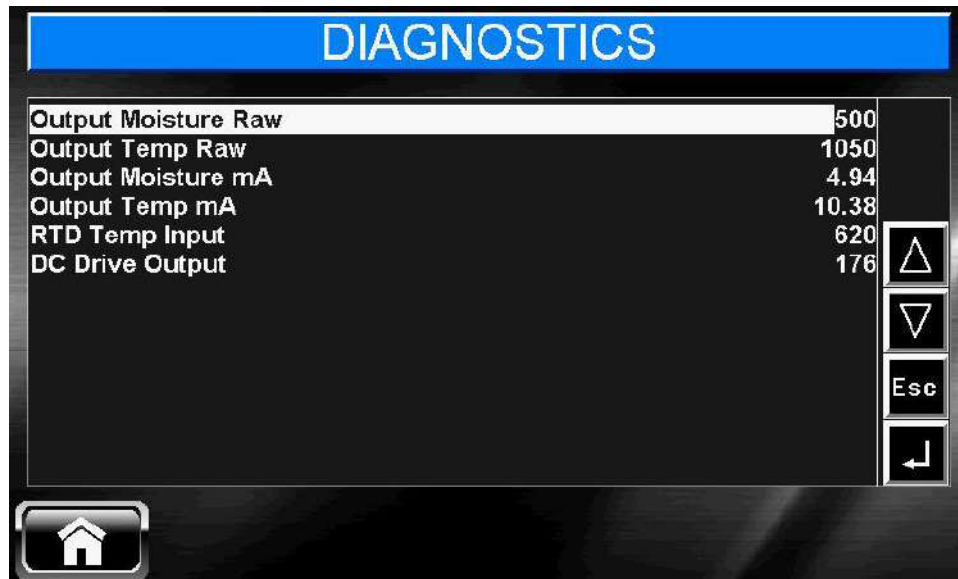 DIAGNOSTICS
Output Moisture Raw 500
Output Temp Raw 1050
Output Moisture mA 4.94
Output Temp mA 10.38
RTD Temp Input 620
DC Drive Output 176
Esc